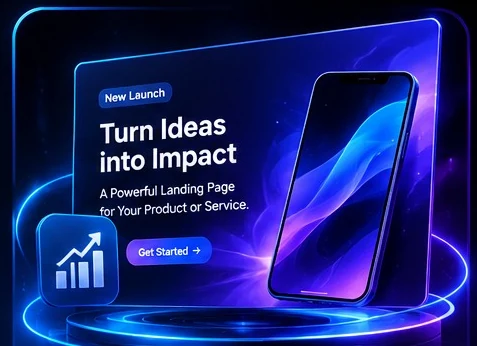 New Launch
Turn Ideas
into Impact
A Powerful Landing Page
for Your Product or Service.
Get Started →